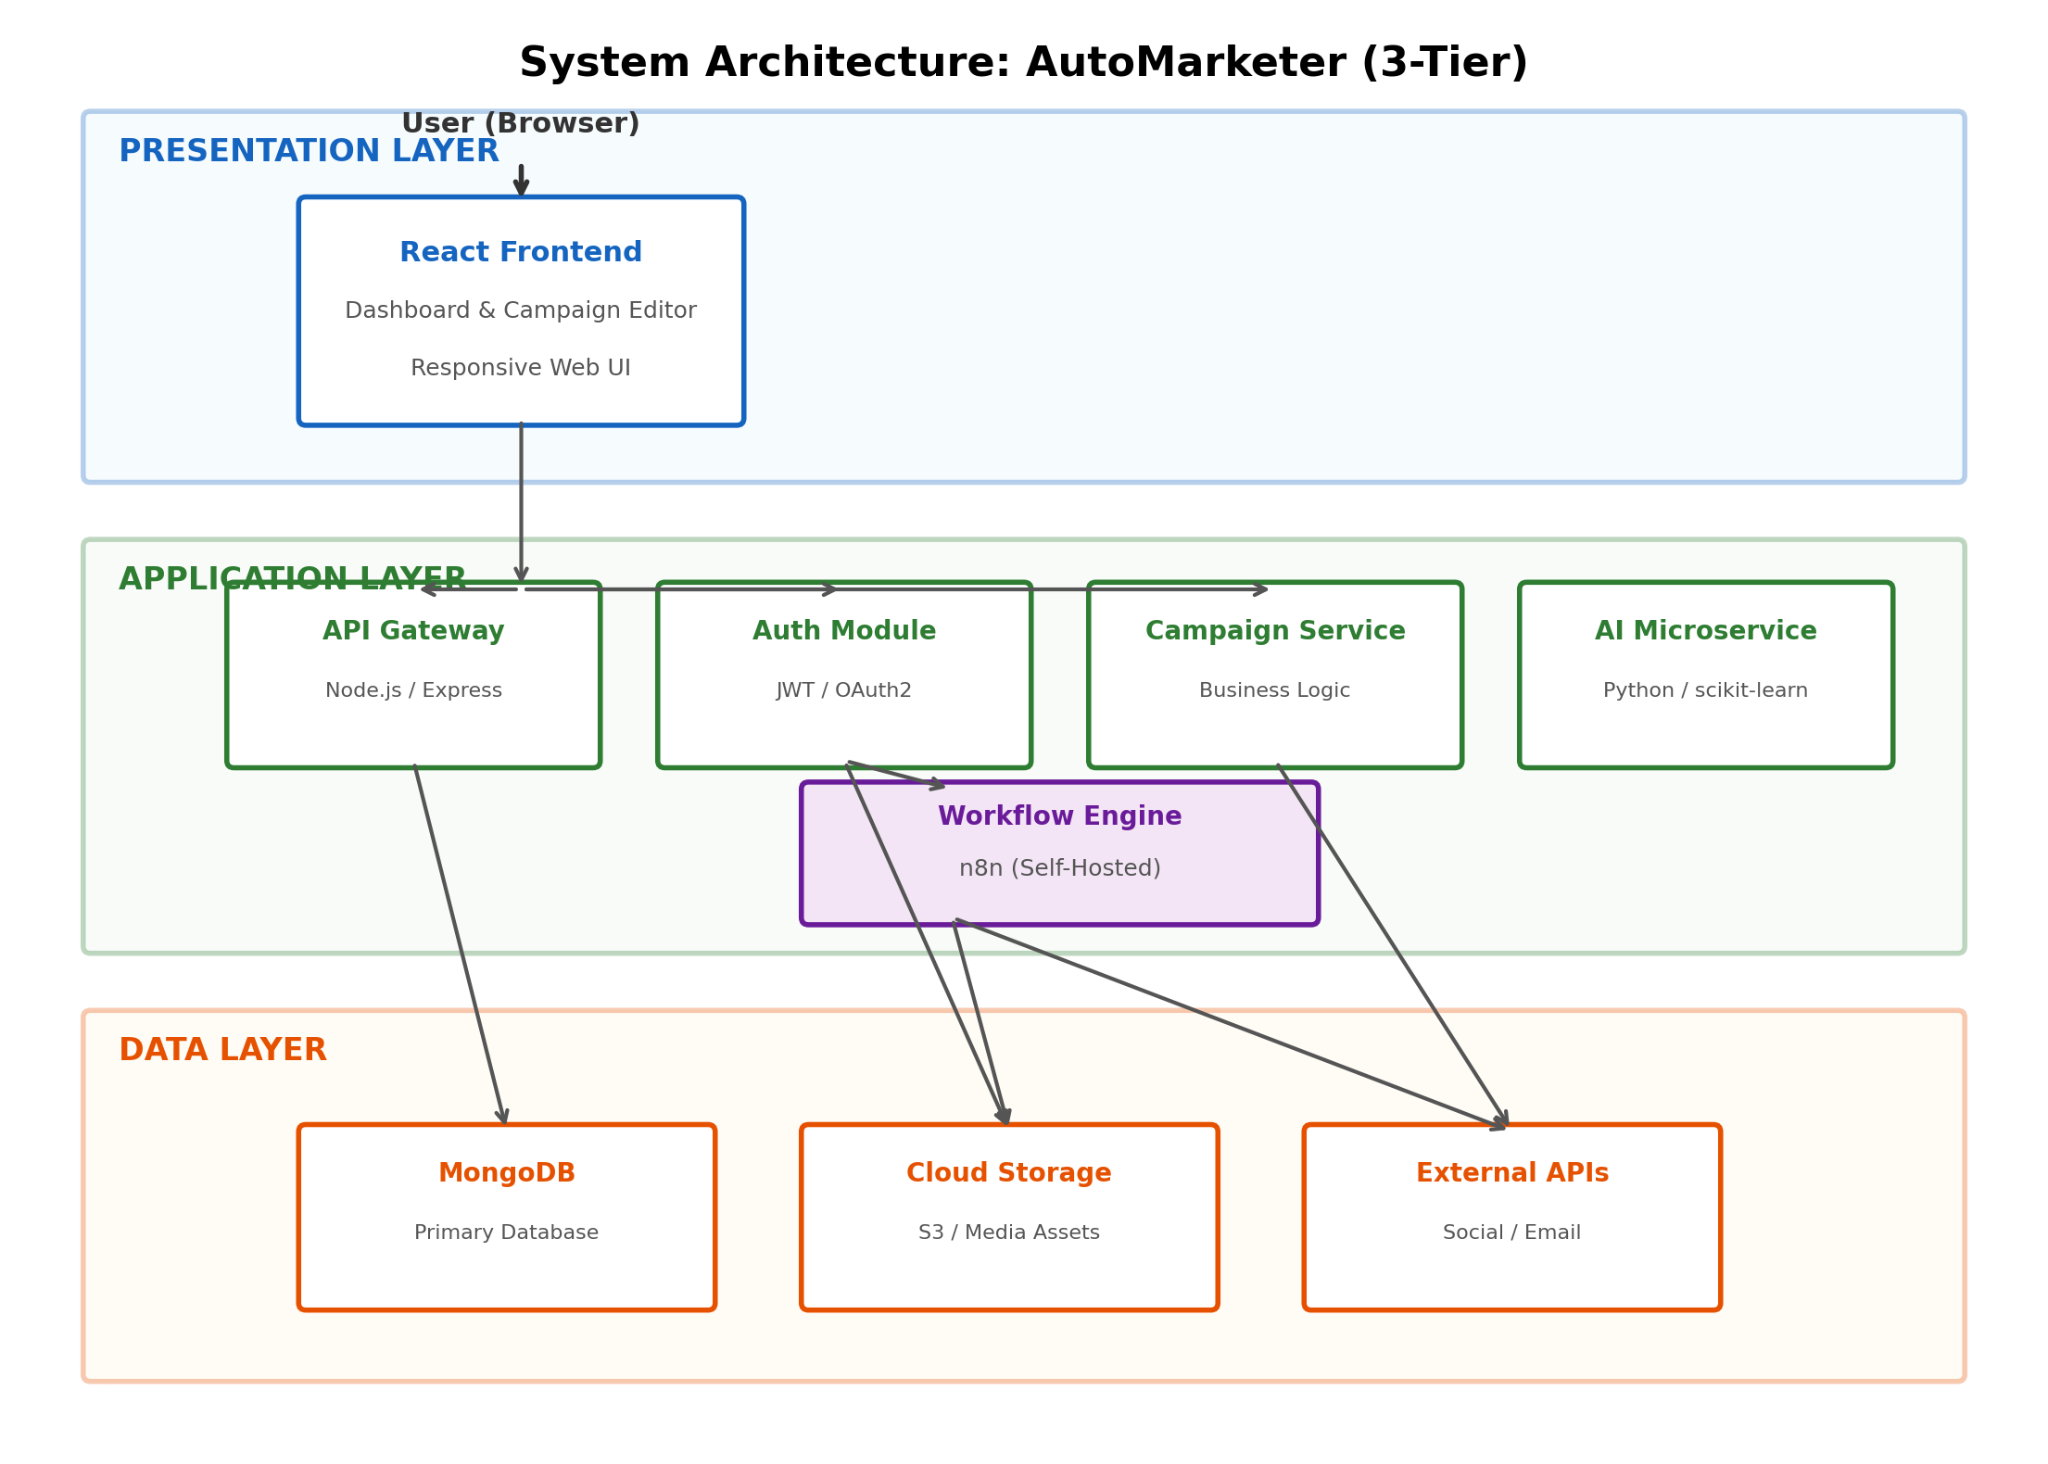 System Architecture: AutoMarketer (3-Tier)
User (Browser)
PRESENTATION LAYER
React Frontend
Dashboard & Campaign Editor
Responsive Web UI
APPLICATION LAYER
API Gateway
Node.js / Express
Auth Module
JWT / OAuth2
Campaign Service
Business Logic
AI Microservice
Python / scikit-learn
Workflow Engine
n8n (Self-Hosted)
DATA LAYER
MongoDB
Primary Database
Cloud Storage
S3 / Media Assets
External APIs
Social / Email